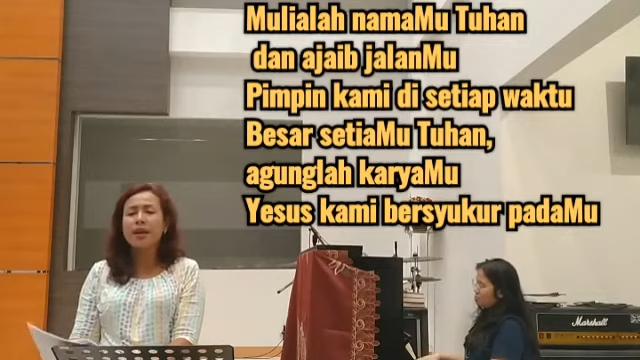 Mulialah namaMu Tuhan
dan ajaib jalanMu
Pimpin kami di setiap waktu
Besar setiaMu Tuhan,
agunglah karyaMu
Yesus kami bersyukur padaMu
Marshall